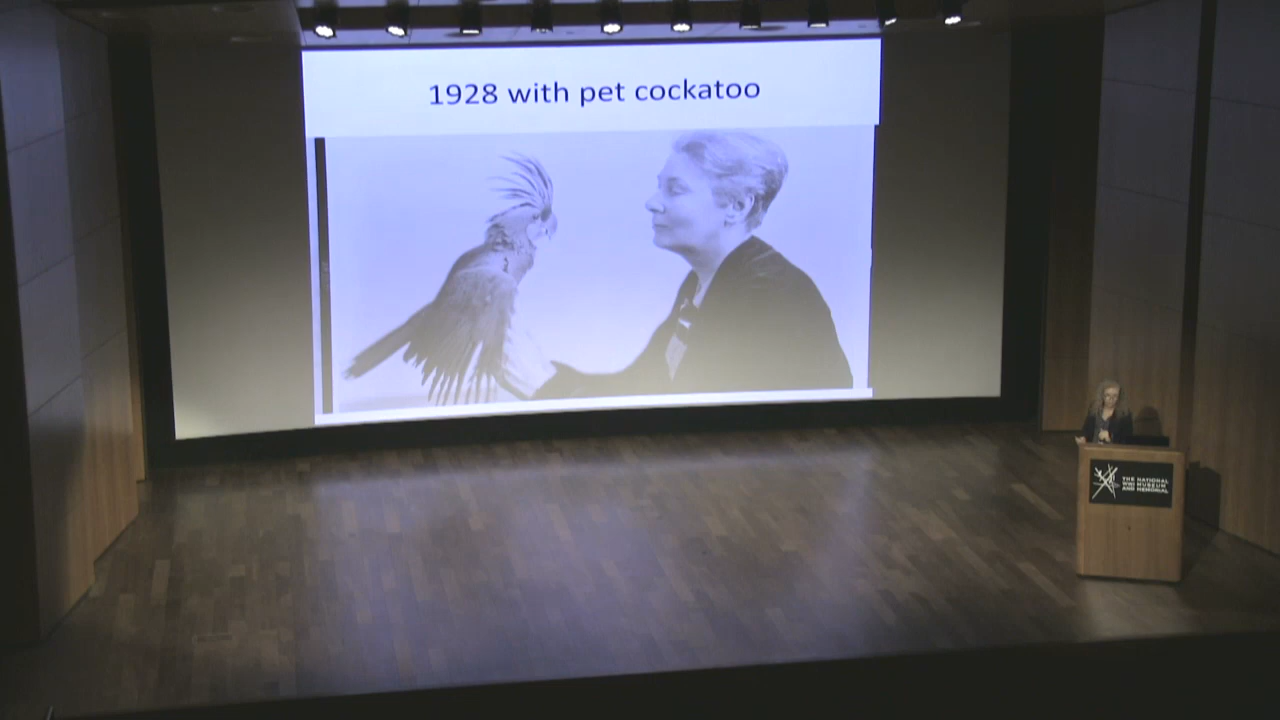 1928 with pet cockatoo
THE NATIONAL
WWI MUSEUM
AND MEMORIAL